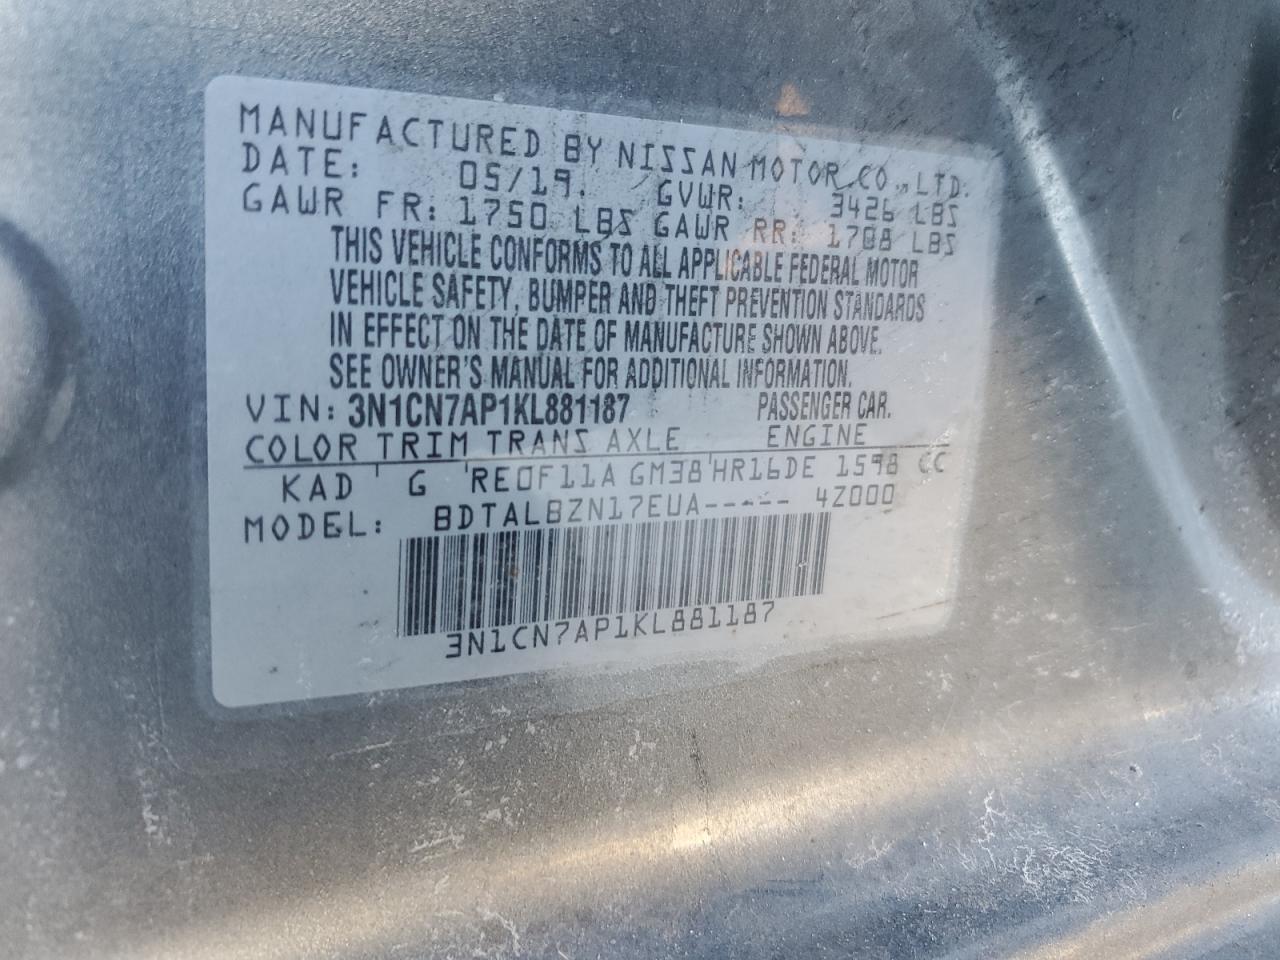 MANUFACTURED BY NISSAN MOTOR CO., LTD.
DATE: 05/19. GVWR: 3426 LBS
GAWR FR: 1750 LBS GAWR RR: 1708 LBS
THIS VEHICLE CONFORMS TO ALL APPLICABLE FEDERAL MOTOR
VEHICLE SAFETY, BUMPER AND THEFT PREVENTION STANDARDS
IN EFFECT ON THE DATE OF MANUFACTURE SHOWN ABOVE.
SEE OWNER'S MANUAL FOR ADDITIONAL INFORMATION.
VIN: 3N1CN7AP1KL881187 PASSENGER CAR.
COLOR TRIM TRANS AXLE ENGINE
KAD G RE0F11A GM38 HR16DE 1598 CC
MODEL: BDTALBZN17EUA----- 4Z000
3N1CN7AP1KL881187